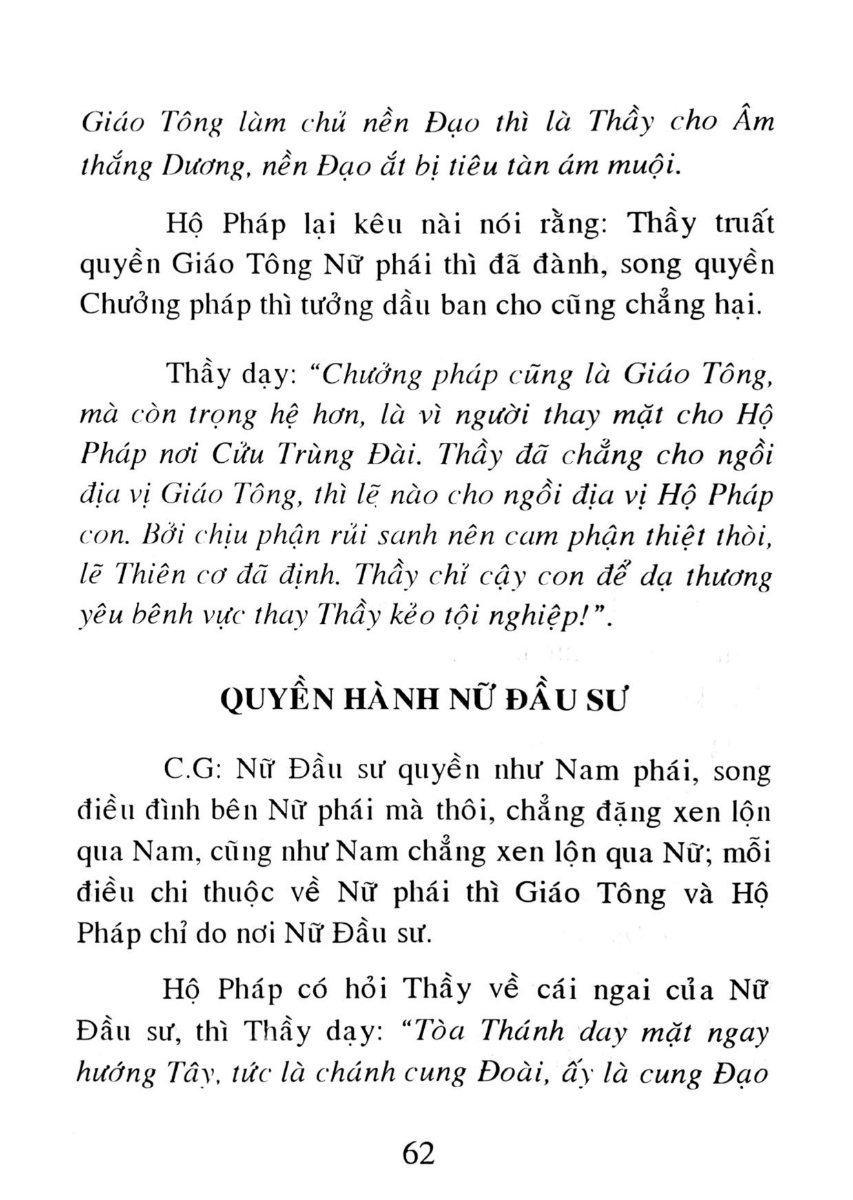 Giáo Tông làm chủ nền Đạo thì là Thầy cho Âm
thắng Dương, nền Đạo ắt bị tiêu tàn ám muội.
Hộ Pháp lại kêu nài nói rằng: Thầy truất
quyền Giáo Tông Nữ phái thì đã đành, song quyền
Chưởng pháp thì tưởng dầu ban cho cũng chẳng hại.
Thầy dạy: “Chưởng pháp cũng là Giáo Tông,
mà còn trọng hệ hơn, là vì người thay mặt cho Hộ
Pháp nơi Cửu Trùng Đài. Thầy đã chẳng cho ngồi
địa vị Giáo Tông, thì lẽ nào cho ngồi địa vị Hộ Pháp
con. Bởi chịu phận rủi sanh nên cam phận thiệt thòi,
lẽ Thiên cơ đã định. Thầy chỉ cậy con để dạ thương
yêu bênh vực thay Thầy kẻo tội nghiệp!”.
QUYỀN HÀNH NỮ ĐẦU SƯ
C.G: Nữ Đầu sư quyền như Nam phái, song
điều đình bên Nữ phái mà thôi, chẳng đặng xen lộn
qua Nam, cũng như Nam chẳng xen lộn qua Nữ; mỗi
điều chi thuộc về Nữ phái thì Giáo Tông và Hộ
Pháp chỉ do nơi Nữ Đầu sư.
Hộ Pháp có hỏi Thầy về cái ngai của Nữ
Đầu sư, thì Thầy dạy: “Tòa Thánh day mặt ngay
hướng Tây, tức là chánh cung Đoài, ấy là cung Đạo
62